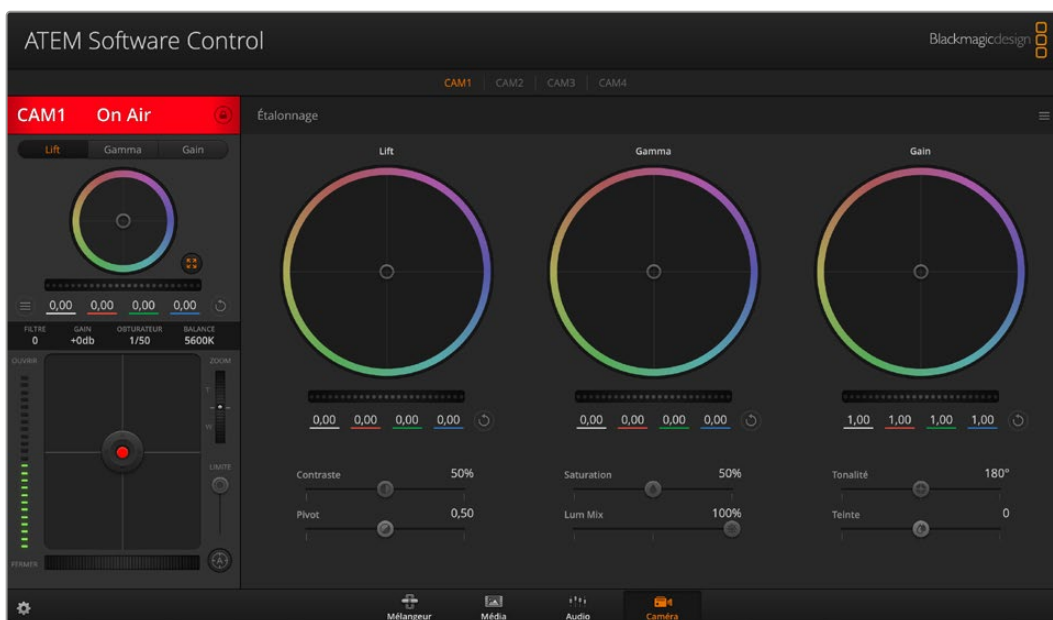 ATEM Software Control
Blackmagicdesign
CAM1 CAM2 CAM3 CAM4
CAM1 On Air
Lift Gamma Gain
0,00 0,00 0,00 0,00
FILTRE GAIN OBTURATEUR BALANCE
0 +0db 1/50 5600K
OUVRIR
ZOOM
T
W
LIMITE
A
FERMER
Étalonnage
Lift
0,00 0,00 0,00 0,00
Gamma
0,00 0,00 0,00 0,00
Gain
1,00 1,00 1,00 1,00
Contraste 50%
Saturation 50%
Tonalité 180°
Pivot 0,50
Lum Mix 100%
Teinte 0
Mélangeur Média Audio Caméra